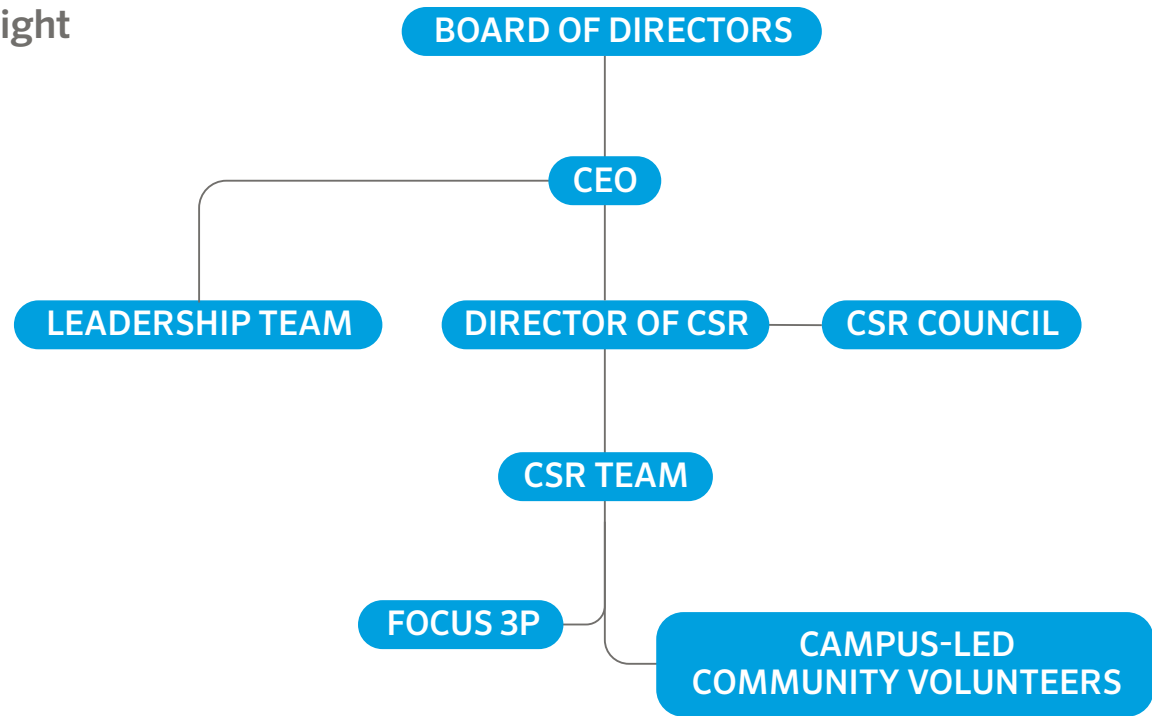 ight
BOARD OF DIRECTORS
CEO
LEADERSHIP TEAM
DIRECTOR OF CSR
CSR COUNCIL
CSR TEAM
FOCUS 3P
CAMPUS-LED
COMMUNITY VOLUNTEERS